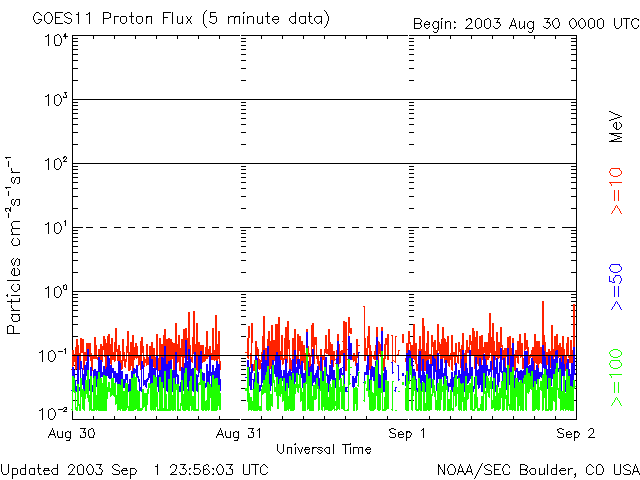 GOES11 Proton Flux (5 minute data)
Begin: 2003 Aug 30 0000 UTC
10⁴
10³
10²
10¹
10⁰
10⁻¹
10⁻²
Particles cm⁻²s⁻¹sr⁻¹
MeV
>=10
>=50
>=100
Aug 30
Aug 31
Sep 1
Sep 2
Universal Time
Updated 2003 Sep 1 23:56:03 UTC
NOAA/SEC Boulder, CO USA